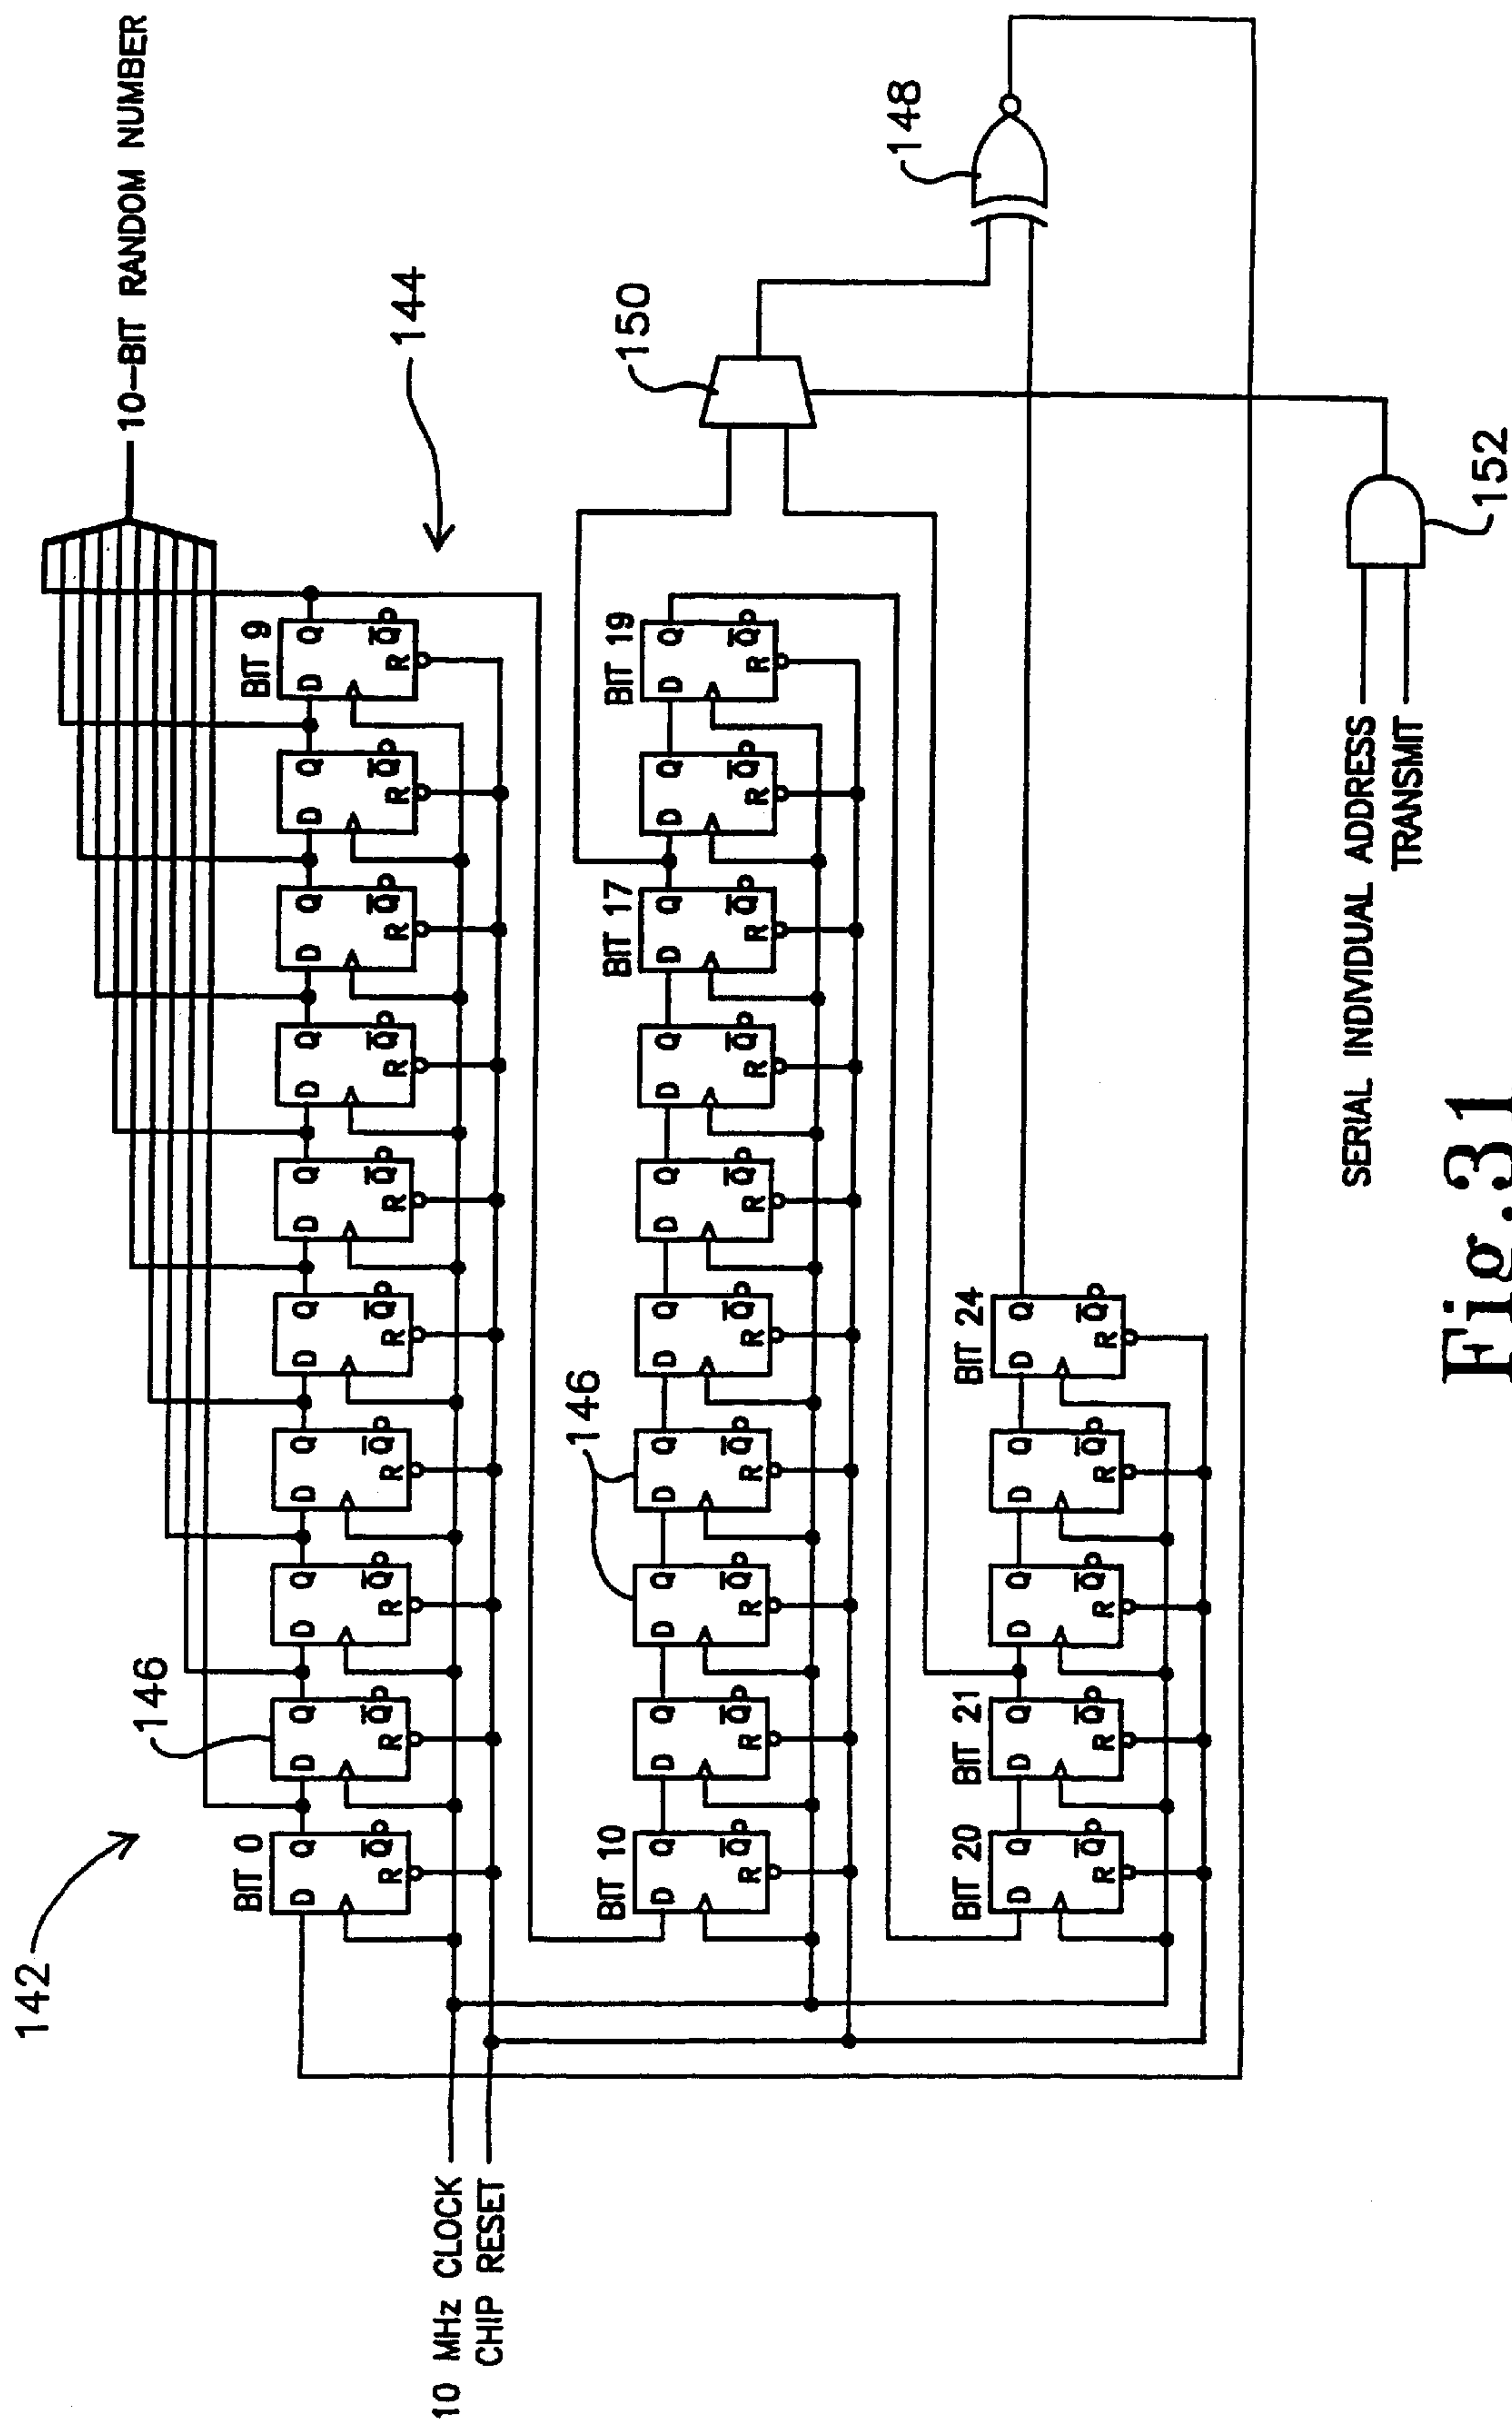 142
10-BIT RANDOM NUMBER
146
BIT 0 BIT 9
D Q D Q D Q D Q D Q D Q D Q D Q D Q D Q
Q̅ Q̅ Q̅ Q̅ Q̅ Q̅ Q̅ Q̅ Q̅ Q̅
R R R R R R R R R R
144
10 MHz CLOCK
CHIP RESET
146
BIT 10 BIT 17 BIT 19
150
D Q D Q D Q D Q D Q D Q D Q D Q D Q D Q
Q̅ Q̅ Q̅ Q̅ Q̅ Q̅ Q̅ Q̅ Q̅ Q̅
R R R R R R R R R R
148
BIT 20 BIT 21 BIT 24
D Q D Q D Q D Q D Q
Q̅ Q̅ Q̅ Q̅ Q̅
R R R R R
SERIAL INDIVIDUAL ADDRESS
TRANSMIT
152
Fig.31